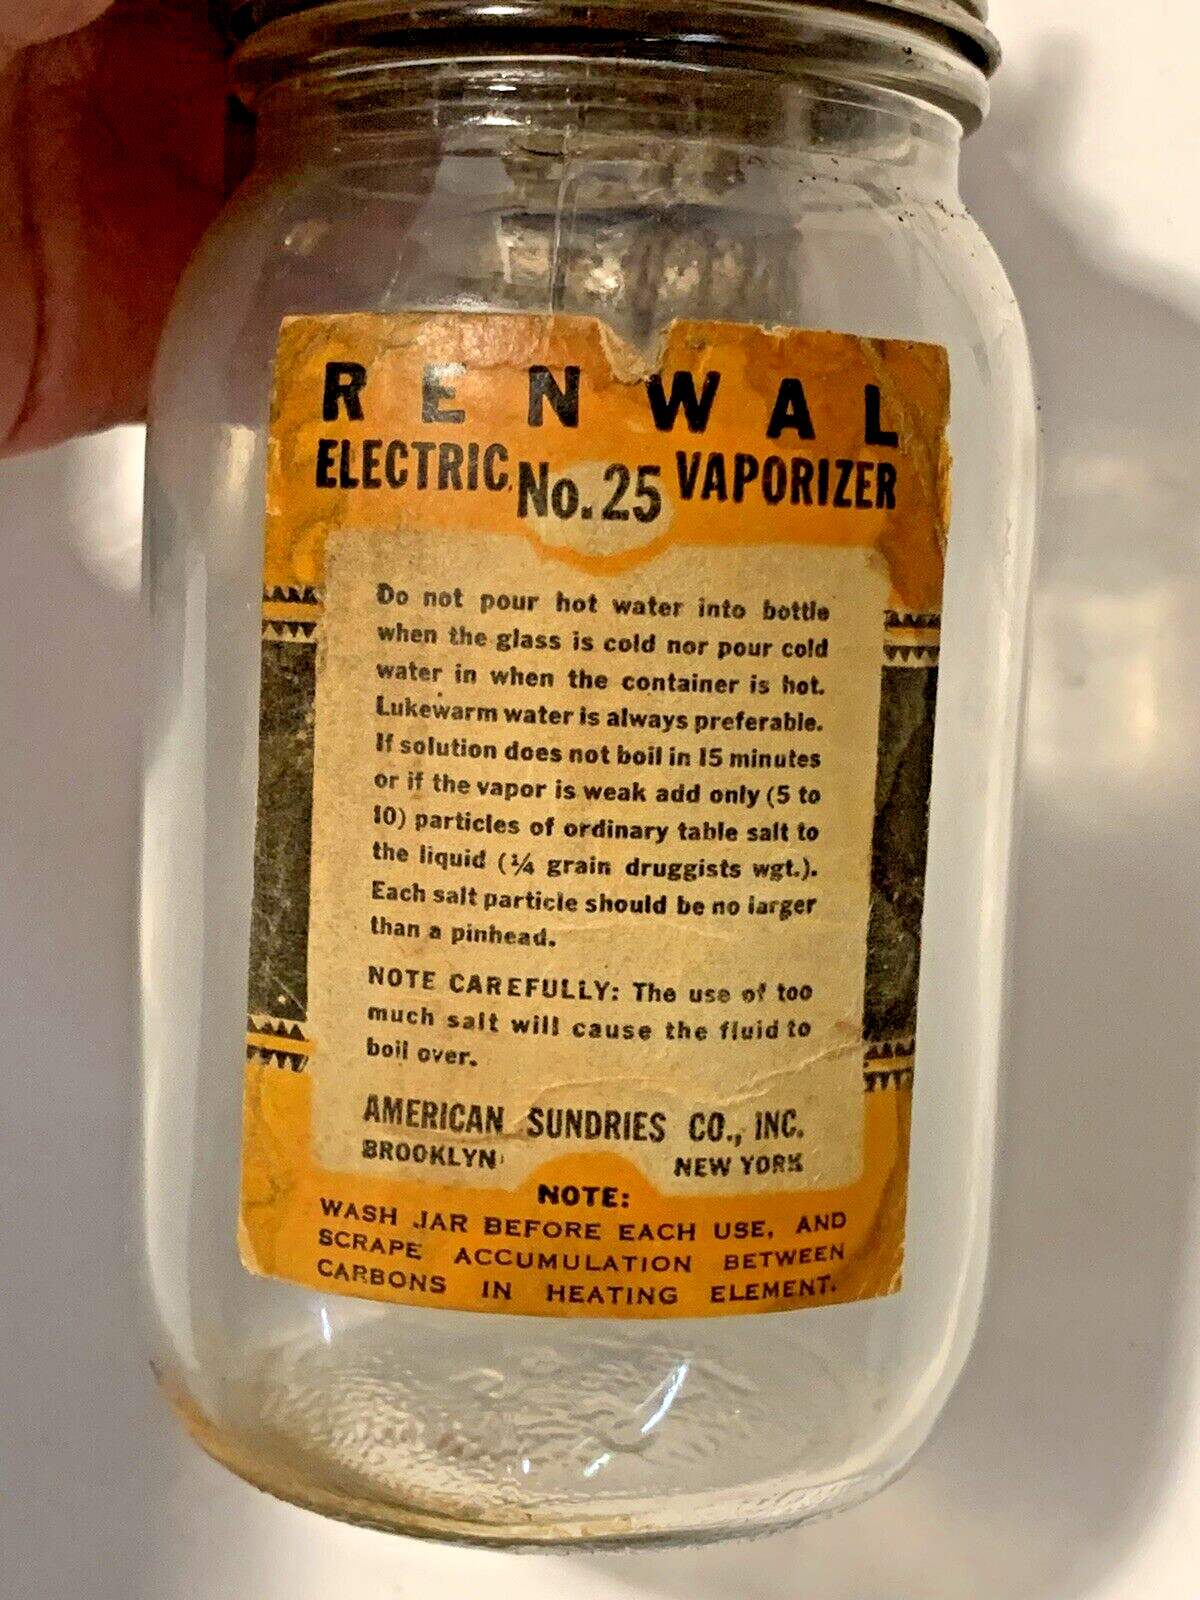 RENWAL
ELECTRIC No. 25 VAPORIZER
Do not pour hot water into bottle
when the glass is cold nor pour cold
water in when the container is hot.
Lukewarm water is always preferable.
If solution does not boil in 15 minutes
or if the vapor is weak add only (5 to
10) particles of ordinary table salt to
the liquid (¼ grain druggists wgt.).
Each salt particle should be no larger
than a pinhead.
NOTE CAREFULLY: The use of too
much salt will cause the fluid to
boil over.
AMERICAN SUNDRIES CO., INC.
BROOKLYN NEW YORK
NOTE:
WASH JAR BEFORE EACH USE, AND
SCRAPE ACCUMULATION BETWEEN
CARBONS IN HEATING ELEMENT.